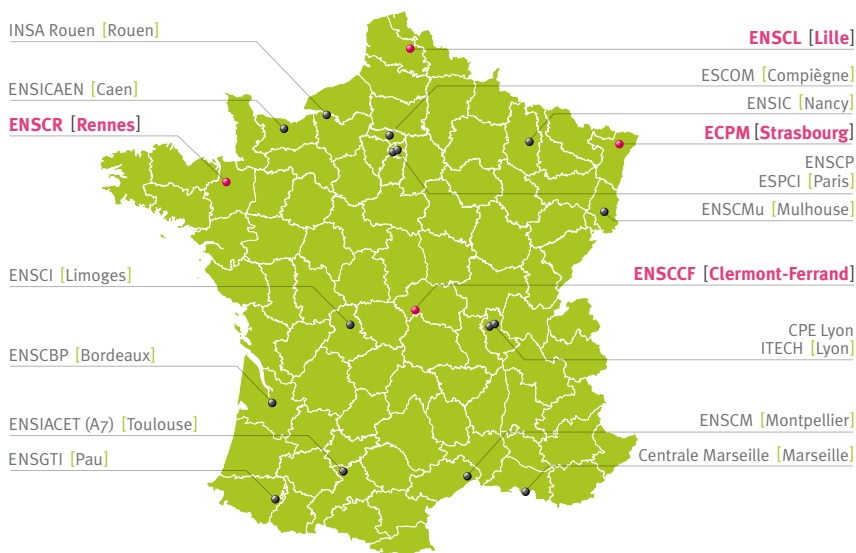 INSA Rouen [Rouen]
ENSICAEN [Caen]
ENSCR [Rennes]
ENSCI [Limoges]
ENSCBP [Bordeaux]
ENSIACET (A7) [Toulouse]
ENSGTI [Pau]
ENSCL [Lille]
ESCOM [Compiègne]
ENSIC [Nancy]
ECPM [Strasbourg]
ENSCP
ESPCI [Paris]
ENSCMu [Mulhouse]
ENSCCF [Clermont-Ferrand]
CPE Lyon
ITECH [Lyon]
ENSCM [Montpellier]
Centrale Marseille [Marseille]